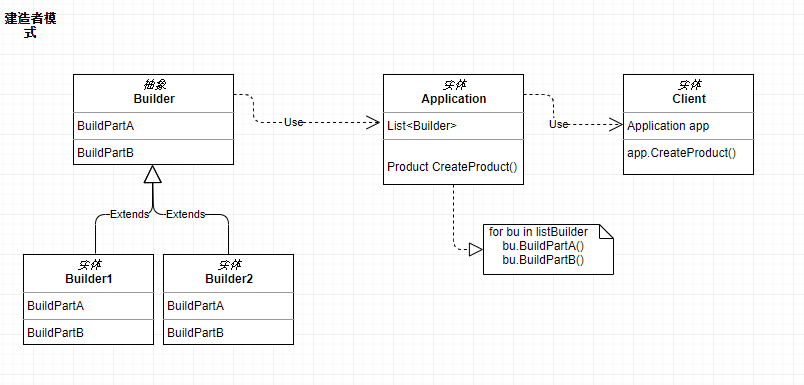 建造者模
式
抽象
Builder
BuildPartA
BuildPartB
Use
实体
Application
List<Builder>
Product CreateProduct()
Use
实体
Client
Application app
app.CreateProduct()
for bu in listBuilder
bu.BuildPartA()
bu.BuildPartB()
Extends
Extends
实体
Builder1
BuildPartA
BuildPartB
实体
Builder2
BuildPartA
BuildPartB